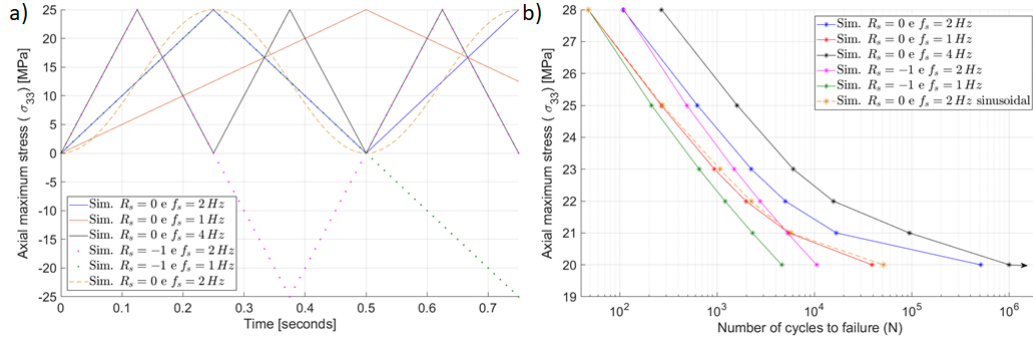 a)
Axial maximum stress ( σ33) [MPa]
25
20
15
10
5
0
-5
-10
-15
-20
-25
Sim. Rs = 0 e fs = 2 Hz
Sim. Rs = 0 e fs = 1 Hz
Sim. Rs = 0 e fs = 4 Hz
Sim. Rs = −1 e fs = 2 Hz
Sim. Rs = −1 e fs = 1 Hz
Sim. Rs = 0 e fs = 2 Hz
0 0.1 0.2 0.3 0.4 0.5 0.6 0.7
Time [seconds]
b)
Axial maximum stress (σ33) [MPa]
28
27
26
25
24
23
22
21
20
19
Sim. Rs = 0 e fs = 2 Hz
Sim. Rs = 0 e fs = 1 Hz
Sim. Rs = 0 e fs = 4 Hz
Sim. Rs = −1 e fs = 2 Hz
Sim. Rs = −1 e fs = 1 Hz
Sim. Rs = 0 e fs = 2 Hz sinusoidal
10^2 10^3 10^4 10^5 10^6
Number of cycles to failure (N)